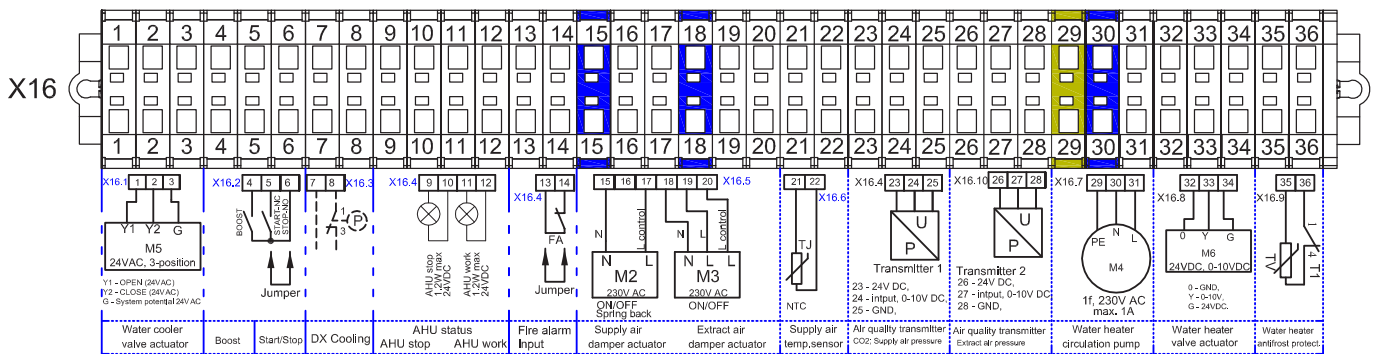 1 2 3 4 5 6 7 8 9 10 11 12 13 14 15 16 17 18 19 20 21 22 23 24 25 26 27 28 29 30 31 32 33 34 35 36
X16
1 2 3 4 5 6 7 8 9 10 11 12 13 14 15 16 17 18 19 20 21 22 23 24 25 26 27 28 29 30 31 32 33 34 35 36
X16.1 1 2 3
Y1 Y2 G
M5
24VAC, 3-position
Y1 - OPEN (24VAC)
Y2 - CLOSE (24VAC)
G - System potential 24VAC
Water cooler
valve actuator
X16.2 4 5 6
BOOST
START-NC
STOP-NO
Jumper
Boost
Start/Stop
7 8 X16.3
1
3
P
DX Cooling
X16.4 9 10 11 12
AHU stop
1.2W max
24VDC
AHU work
1.2W max
24VDC
AHU status
AHU stop AHU work
13 14
X16.4
FA
Jumper
Fire alarm
Input
15 16 17 18 19 20 X16.5
N
L control
N
L
L control
N L
M2
230V AC
ON/OFF
Spring back
N L L
M3
230V AC
ON/OFF
Supply air
damper actuator
Extract air
damper actuator
21 22
X16.6
TJ
NTC
Supply air
temp,sensor
X16.4
23 24 25
U
P
Transmitter 1
23 - 24V DC,
24 - intput, 0-10V DC,
25 - GND,
Air quality transmitter
CO2; Supply air pressure
X16.10 26 27 28
U
P
Transmitter 2
26 - 24V DC,
27 - intput, 0-10V DC
28 - GND,
Air quality transmitter
Extract air pressure
X16.7
29 30 31
PE N L
M4
1f, 230V AC
max. 1A
Water heater
circulation pump
32 33 34
X16.8
0 Y G
M6
24VDC, 0-10VDC
0 - GND,
Y - 0-10V,
G - 24VDC.
Water heater
valve actuator
35 36
X16.9
TV
1
4
T1
Water heater
antifrost protect.